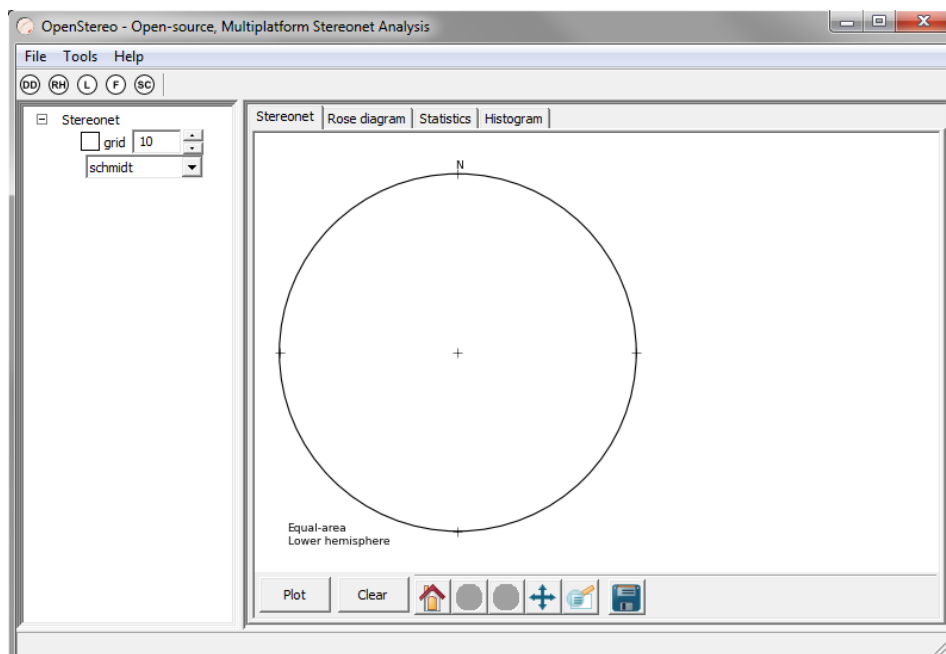 OpenStereo - Open-source, Multiplatform Stereonet Analysis
File Tools Help
DD RH L F SC
Stereonet
grid 10
schmidt
Stereonet Rose diagram Statistics Histogram
N
Equal-area
Lower hemisphere
Plot Clear